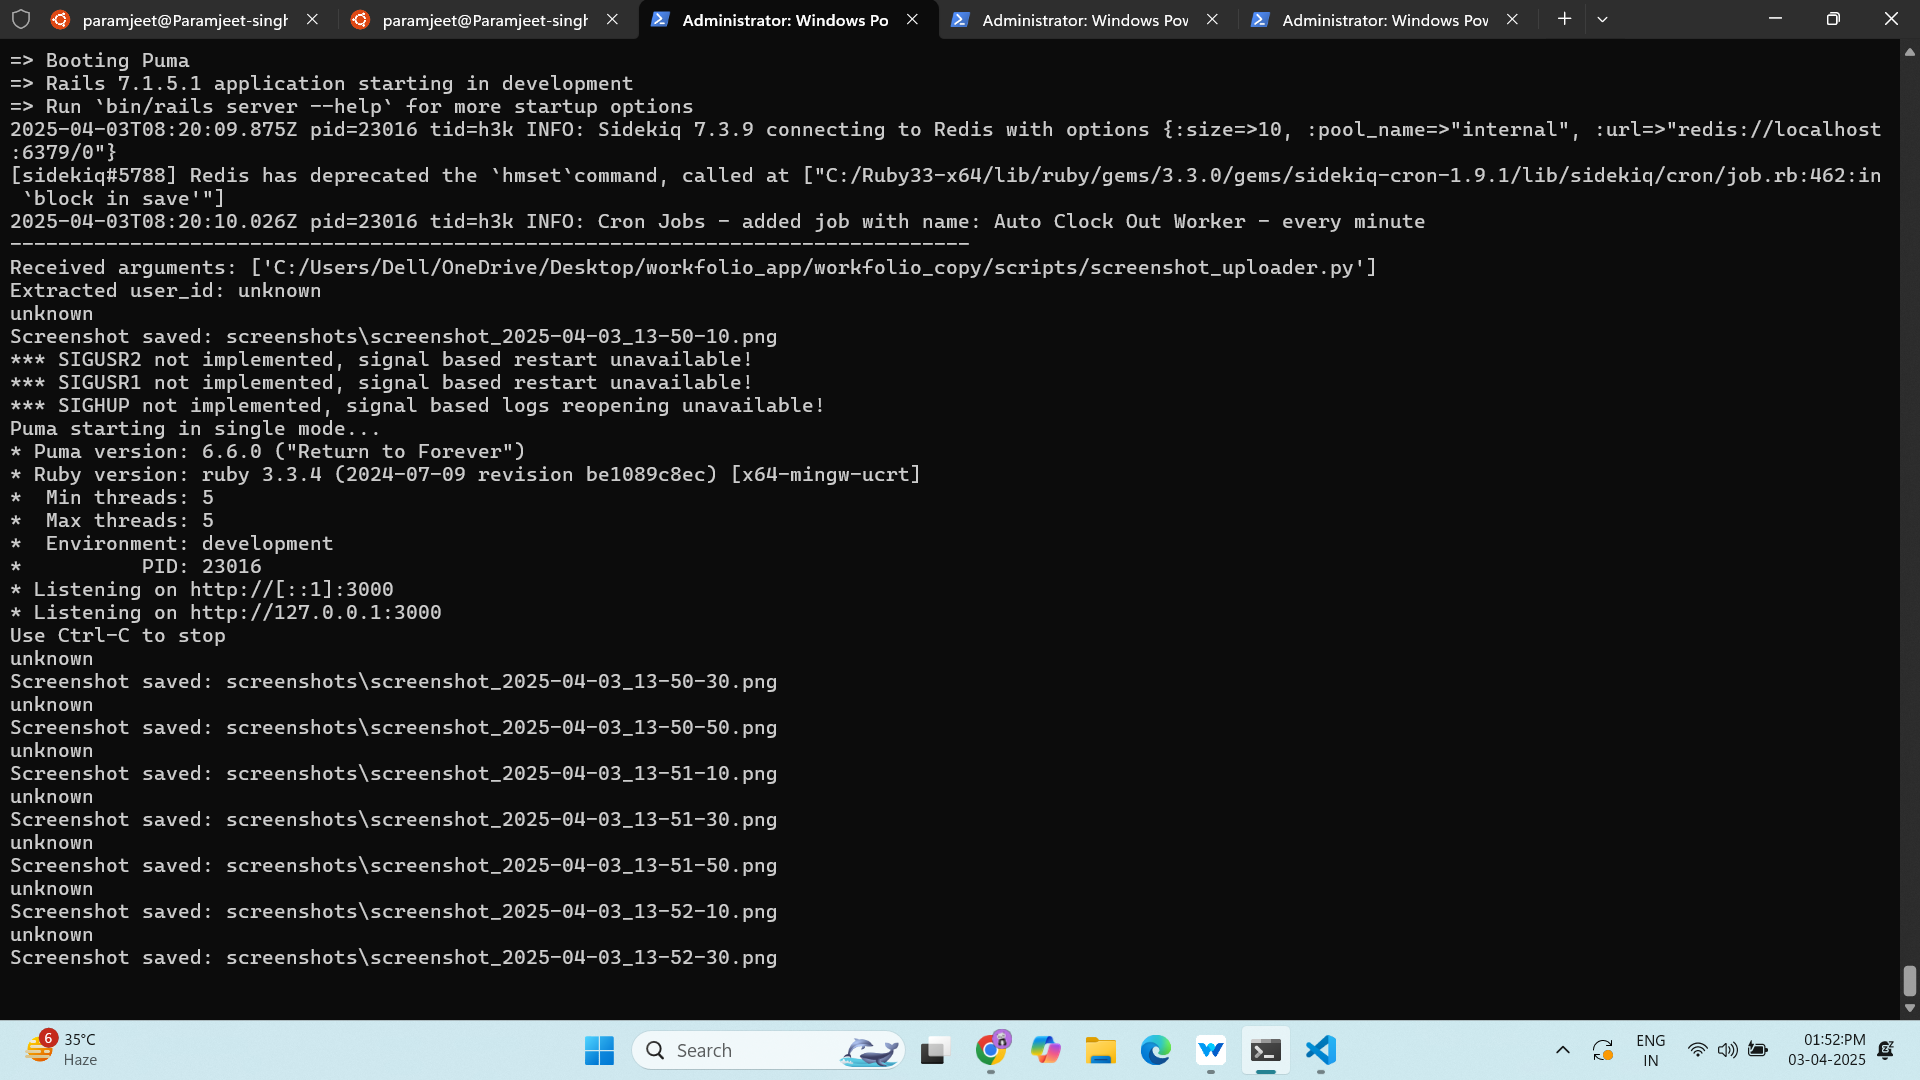 paramjeet@Paramjeet-singh
paramjeet@Paramjeet-singh
Administrator: Windows Po
Administrator: Windows Pow
Administrator: Windows Pow
=> Booting Puma
=> Rails 7.1.5.1 application starting in development
=> Run `bin/rails server --help` for more startup options
2025-04-03T08:20:09.875Z pid=23016 tid=h3k INFO: Sidekiq 7.3.9 connecting to Redis with options {:size=>10, :pool_name=>"internal", :url=>"redis://localhost
:6379/0"}
[sidekiq#5788] Redis has deprecated the `hmset`command, called at ["C:/Ruby33-x64/lib/ruby/gems/3.3.0/gems/sidekiq-cron-1.9.1/lib/sidekiq/cron/job.rb:462:in
 `block in save'"]
2025-04-03T08:20:10.026Z pid=23016 tid=h3k INFO: Cron Jobs - added job with name: Auto Clock Out Worker - every minute
--------------------------------------------------------------------------------
Received arguments: ['C:/Users/Dell/OneDrive/Desktop/workfolio_app/workfolio_copy/scripts/screenshot_uploader.py']
Extracted user_id: unknown
unknown
Screenshot saved: screenshots\screenshot_2025-04-03_13-50-10.png
*** SIGUSR2 not implemented, signal based restart unavailable!
*** SIGUSR1 not implemented, signal based restart unavailable!
*** SIGHUP not implemented, signal based logs reopening unavailable!
Puma starting in single mode...
* Puma version: 6.6.0 ("Return to Forever")
* Ruby version: ruby 3.3.4 (2024-07-09 revision be1089c8ec) [x64-mingw-ucrt]
*  Min threads: 5
*  Max threads: 5
*  Environment: development
*          PID: 23016
* Listening on http://[::1]:3000
* Listening on http://127.0.0.1:3000
Use Ctrl-C to stop
unknown
Screenshot saved: screenshots\screenshot_2025-04-03_13-50-30.png
unknown
Screenshot saved: screenshots\screenshot_2025-04-03_13-50-50.png
unknown
Screenshot saved: screenshots\screenshot_2025-04-03_13-51-10.png
unknown
Screenshot saved: screenshots\screenshot_2025-04-03_13-51-30.png
unknown
Screenshot saved: screenshots\screenshot_2025-04-03_13-51-50.png
unknown
Screenshot saved: screenshots\screenshot_2025-04-03_13-52-10.png
unknown
Screenshot saved: screenshots\screenshot_2025-04-03_13-52-30.png
6
35°C
Haze
Search
ENG
IN
01:52:PM
03-04-2025